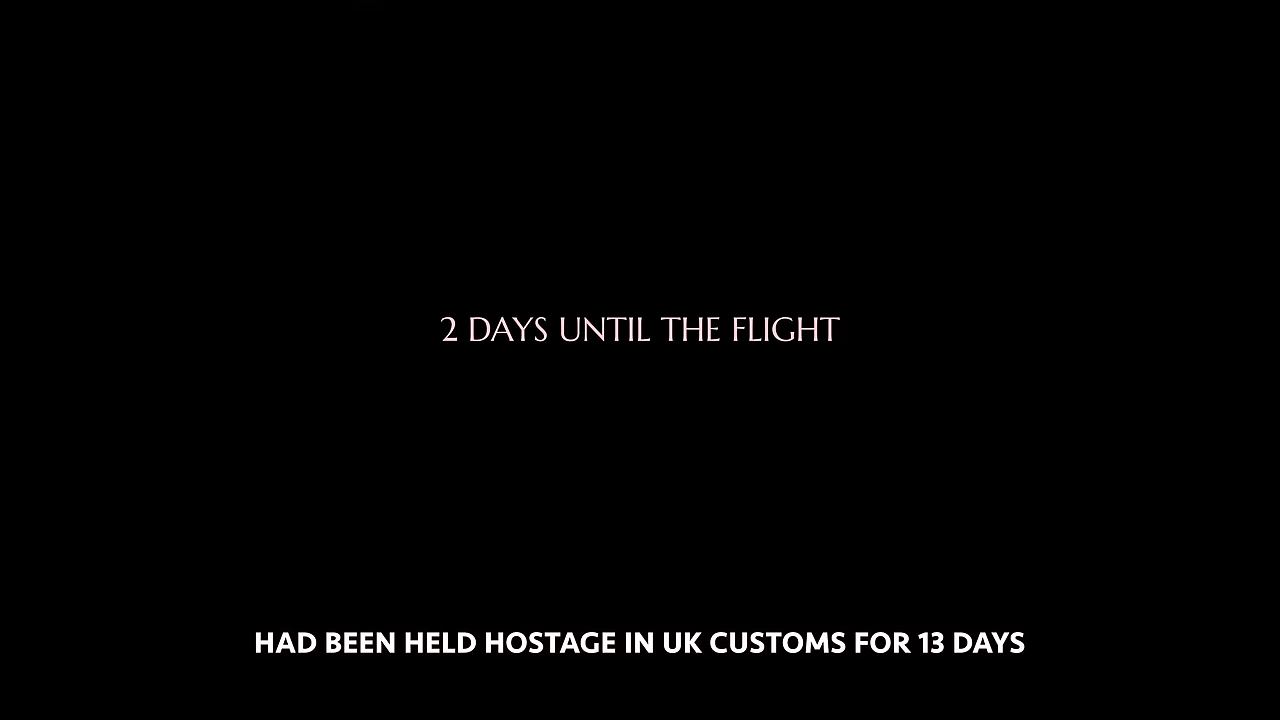 2 DAYS UNTIL THE FLIGHT
HAD BEEN HELD HOSTAGE IN UK CUSTOMS FOR 13 DAYS